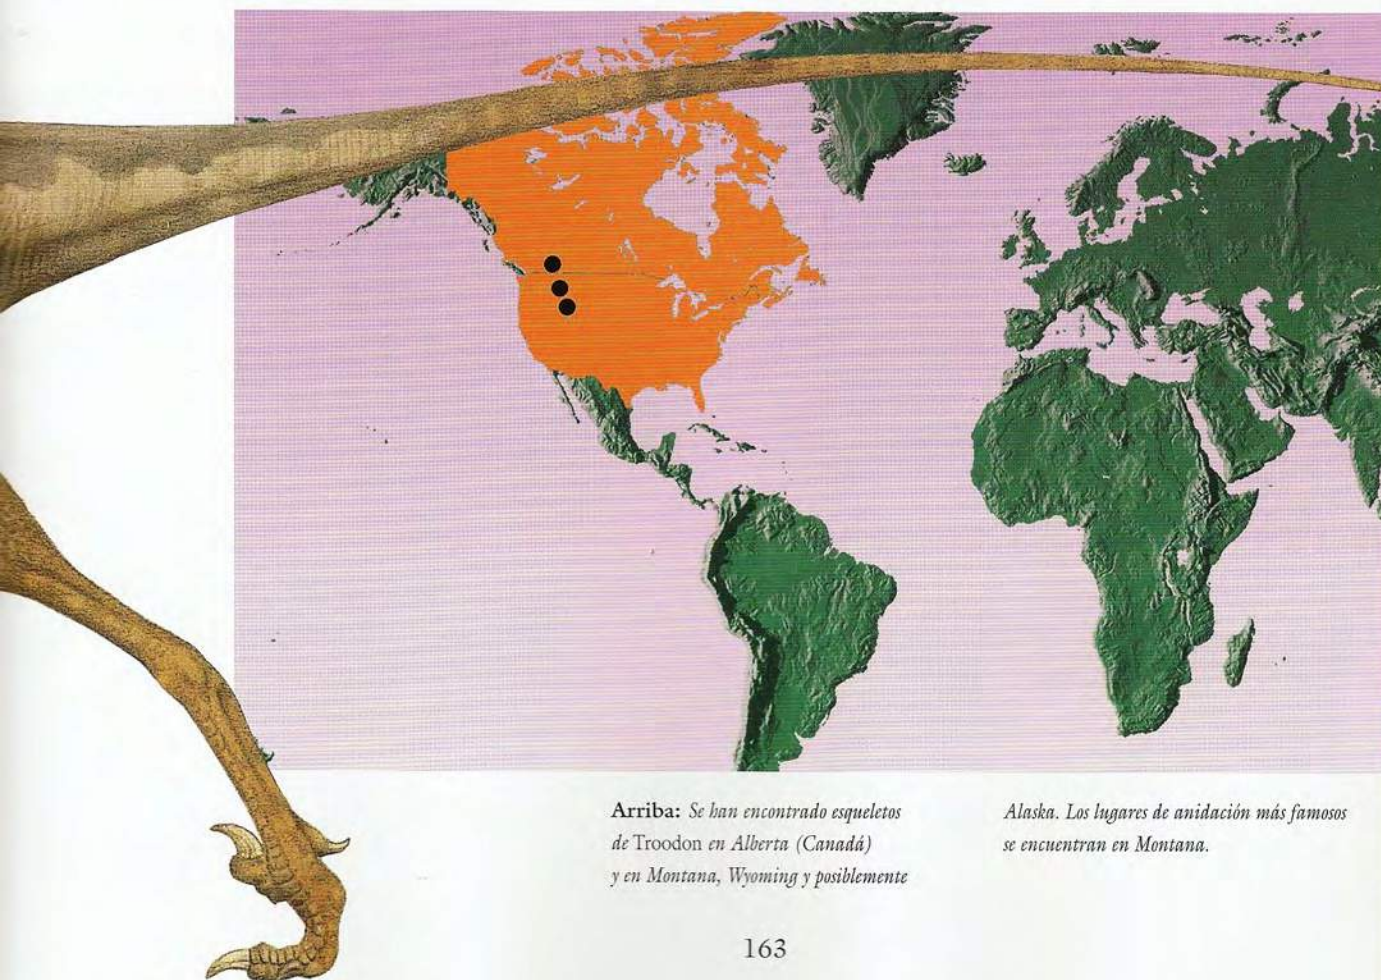 Arriba: Se han encontrado esqueletos
de Troodon en Alberta (Canadá)
y en Montana, Wyoming y posiblemente
Alaska. Los lugares de anidación más famosos
se encuentran en Montana.
163